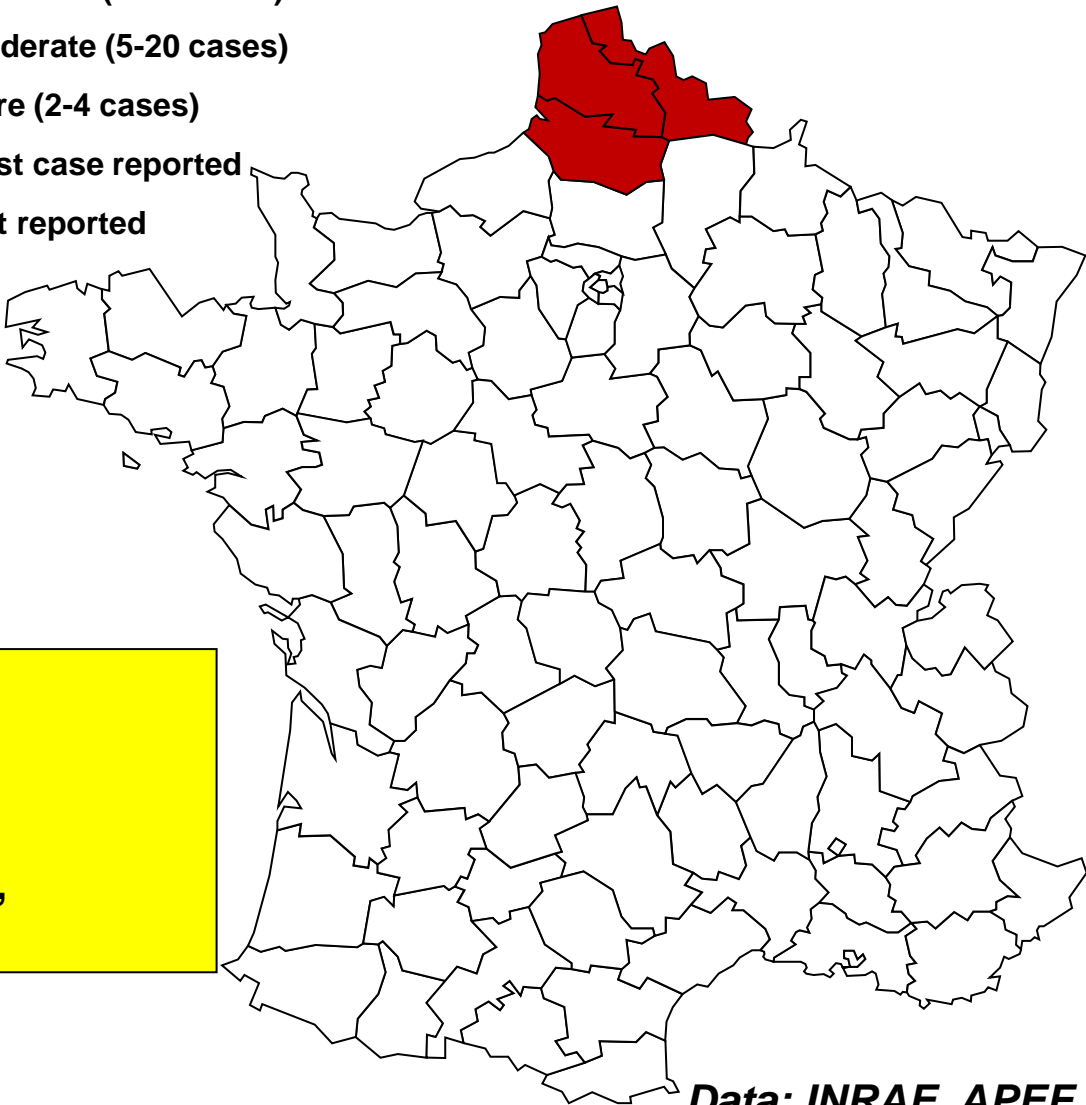 derate (5-20 cases)
re (2-4 cases)
st case reported
t reported
,
Data: INRAE, APEF